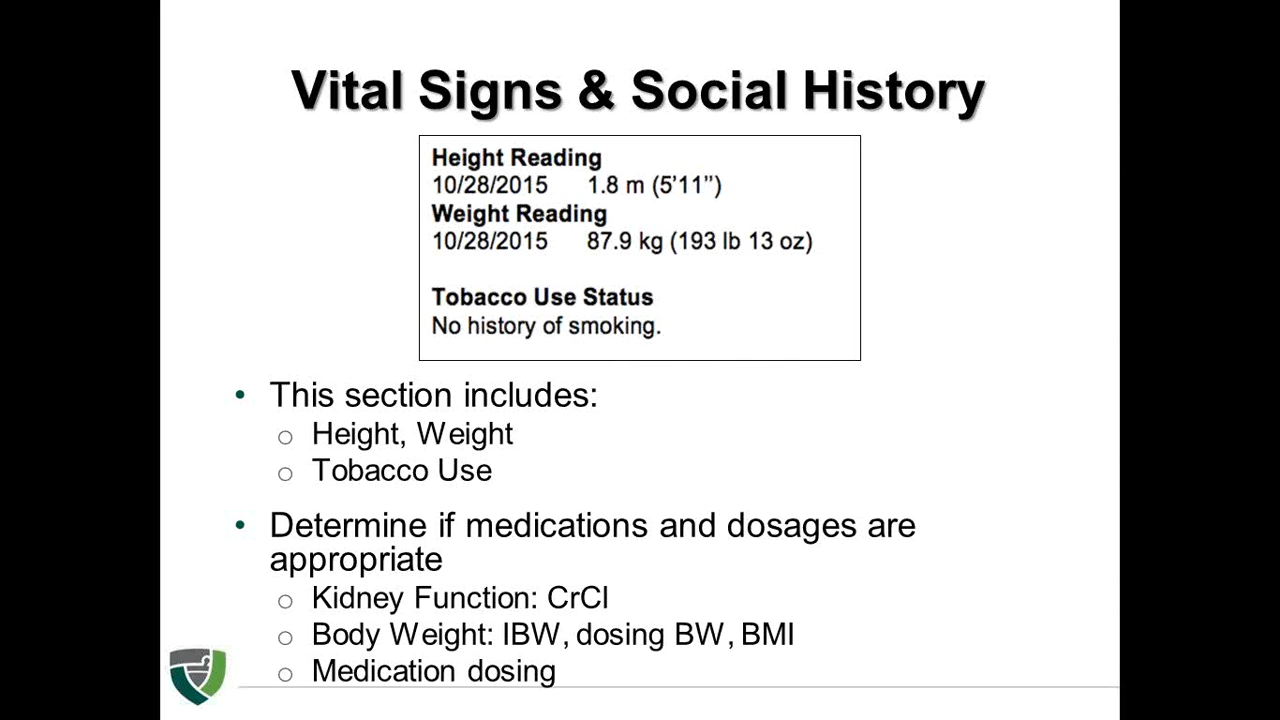 Vital Signs & Social History
Height Reading
10/28/2015 1.8 m (5'11’’)
Weight Reading
10/28/2015 87.9 kg (193 lb 13 oz)
Tobacco Use Status
No history of smoking.
• This section includes:
o Height, Weight
o Tobacco Use
• Determine if medications and dosages are
appropriate
o Kidney Function: CrCl
o Body Weight: IBW, dosing BW, BMI
o Medication dosing